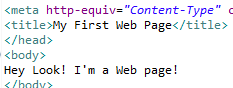 <meta http-equiv="Content-Type" c
<title>My First Web Page</title>
</head>
<body>
Hey Look! I'm a Web page!
</body>